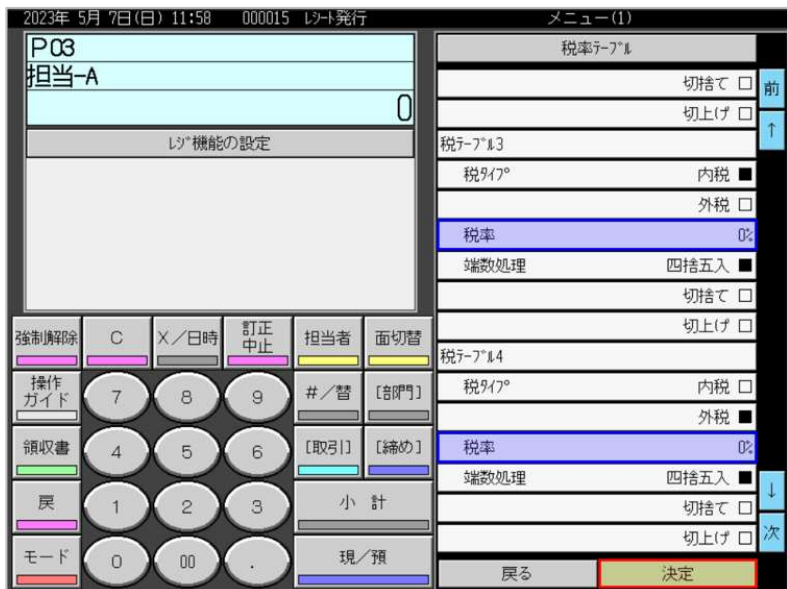 2023年 5月 7日(日) 11:58 000015 ﾚｼｰﾄ発行 メニュー(1)
P03
担当-A
0
ﾚｼﾞ機能の設定
強制解除 C X／日時 訂正中止 担当者 面切替
操作ガイド 7 8 9 #／替 [部門]
領収書 4 5 6 [取引] [締め]
戻 1 2 3 小 計
モード 0 00 . 現／預
税率ﾃｰﾌﾞﾙ
切捨て □ 前
切上げ □ ↑
税ﾃｰﾌﾞﾙ3
税ﾀｲﾌﾟ 内税 ■
外税 □
税率 0%
端数処理 四捨五入 ■
切捨て □
切上げ □
税ﾃｰﾌﾞﾙ4
税ﾀｲﾌﾟ 内税 □
外税 ■
税率 0%
端数処理 四捨五入 ■ ↓
切捨て □
切上げ □ 次
戻る 決定